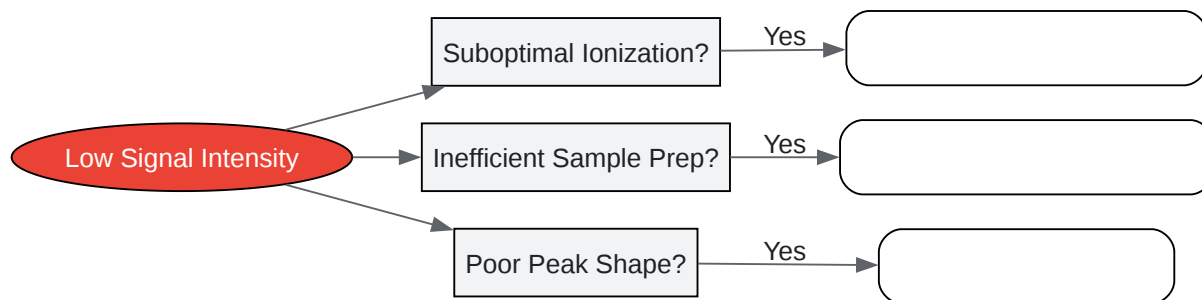 Low Signal Intensity
Suboptimal Ionization?
Yes
Inefficient Sample Prep?
Yes
Poor Peak Shape?
Yes